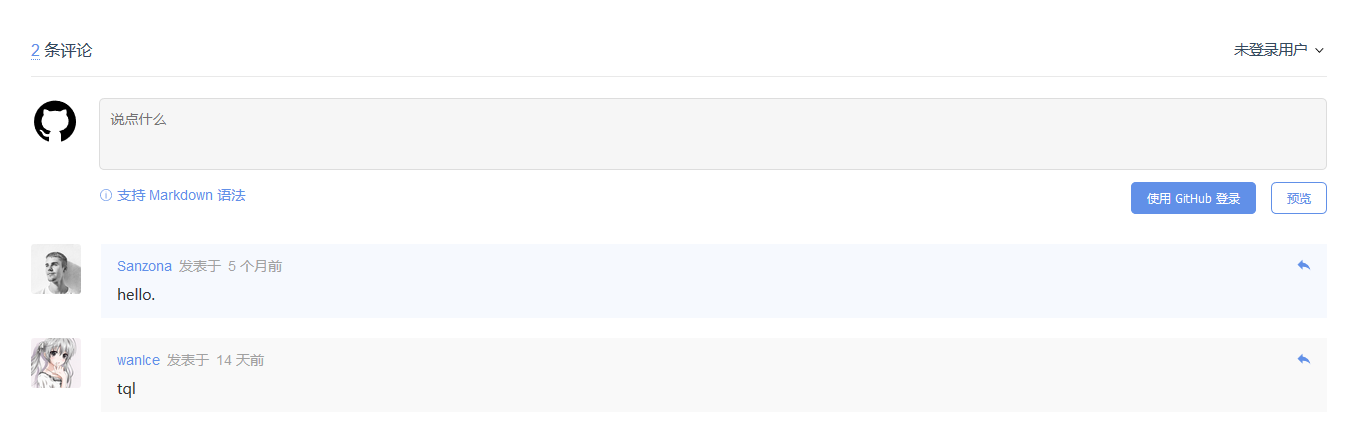 2 条评论
未登录用户
说点什么
支持 Markdown 语法
使用 GitHub 登录
预览
Sanzona 发表于 5 个月前
hello.
wanIce 发表于 14 天前
tql